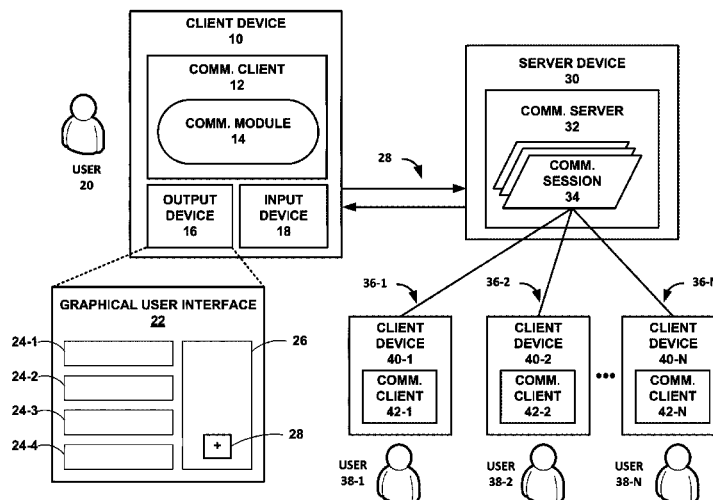 CLIENT DEVICE
10
COMM. CLIENT
12
COMM. MODULE
14
USER
20
OUTPUT
DEVICE
16
INPUT
DEVICE
18
28
SERVER DEVICE
30
COMM. SERVER
32
COMM.
SESSION
34
GRAPHICAL USER INTERFACE
22
24-1
24-2
24-3
24-4
26
+
28
36-1
36-2
36-N
CLIENT
DEVICE
40-1
COMM.
CLIENT
42-1
CLIENT
DEVICE
40-2
COMM.
CLIENT
42-2
CLIENT
DEVICE
40-N
COMM.
CLIENT
42-N
USER
38-1
USER
38-2
USER
38-N